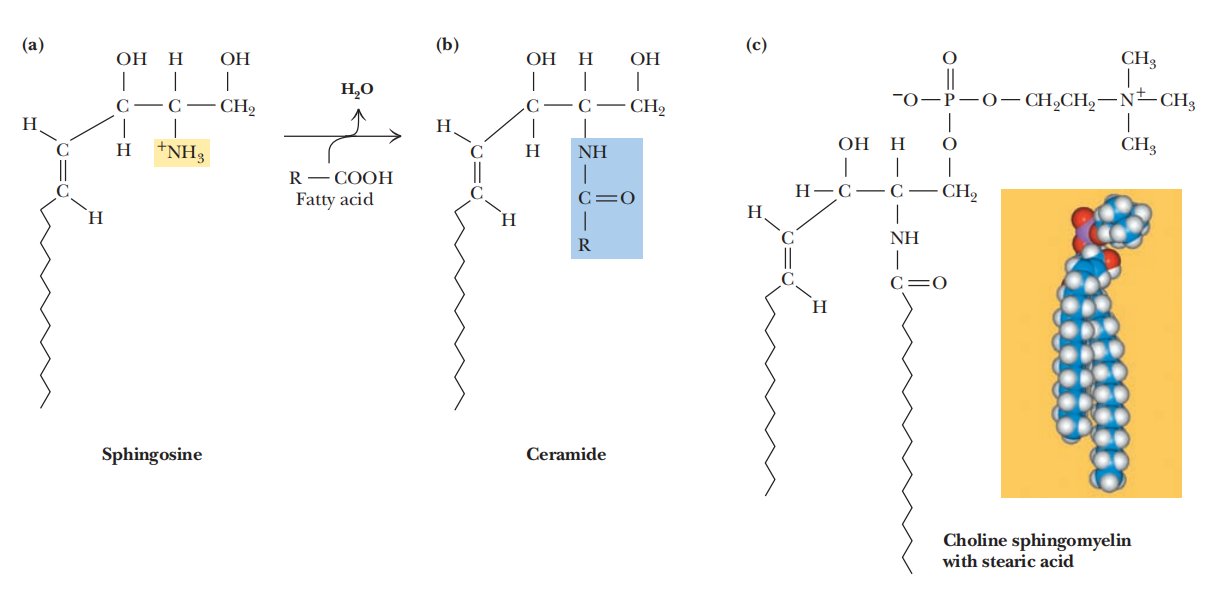 (a)
OH H OH
C — C — CH₂
H
C
H
⁺NH₃
C
H
Sphingosine
H₂O
R — COOH
Fatty acid
(b)
OH H OH
C — C — CH₂
H
C
H
NH
C
H
C=O
R
Ceramide
(c)
O
CH₃
⁻O—P—O—CH₂CH₂—N⁺—CH₃
CH₃
OH H O
H—C—C—CH₂
H
C
NH
C
H
C=O
Choline sphingomyelin
with stearic acid